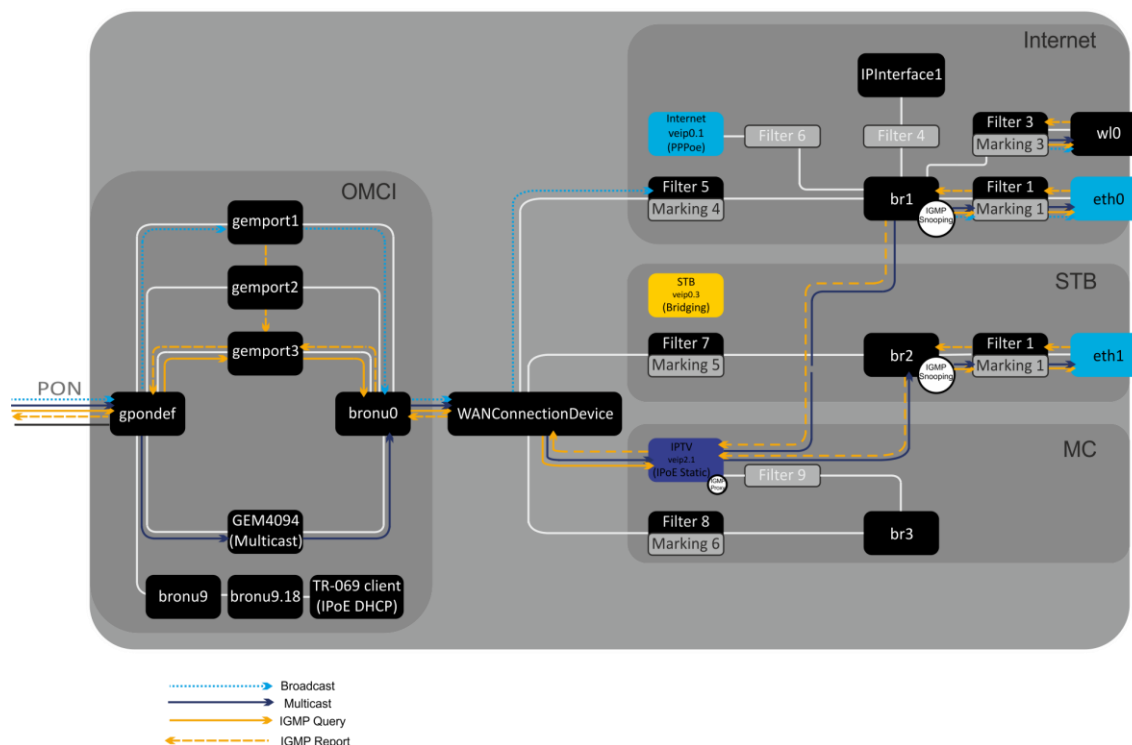 Internet
IPInterface1
Internet
veip0.1
(PPPoe)
Filter 6
Filter 4
Filter 3
Marking 3
wl0
OMCI
Filter 5
Marking 4
br1
IGMP
Snooping
Filter 1
Marking 1
eth0
gemport1
gemport2
gemport3
STB
STB
veip0.3
(Bridging)
Filter 7
Marking 5
br2
IGMP
Snooping
Filter 1
Marking 1
eth1
PON
gpondef
bronu0
WANConnectionDevice
MC
IPTV
veip2.1
(IPoE Static)
IGMP
Proxy
Filter 9
GEM4094
(Multicast)
Filter 8
Marking 6
br3
bronu9
bronu9.18
TR-069 client
(IPoE DHCP)
Broadcast
Multicast
IGMP Query
IGMP Report